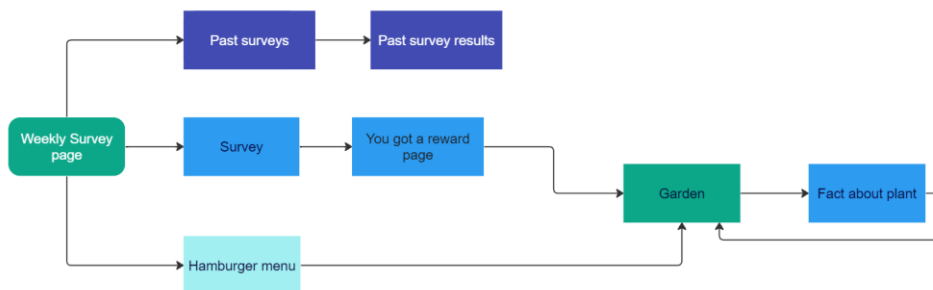 Past surveys
Past survey results
Weekly Survey
page
Survey
You got a reward
page
Garden
Fact about plant
Hamburger menu